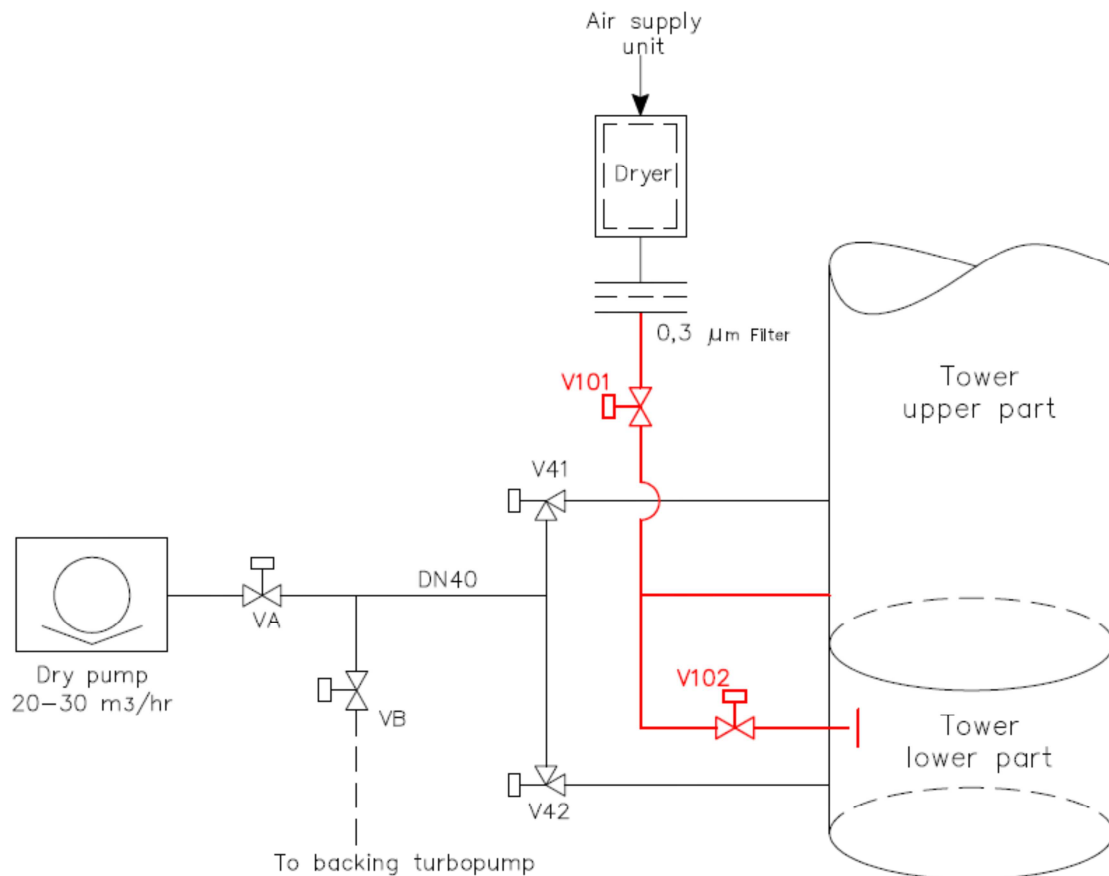 Air supply
unit
Dryer
0,3 μm Filter
V101
Tower
upper part
V41
DN40
VA
Dry pump
20-30 m3/hr
V102
VB
Tower
lower part
V42
To backing turbopump